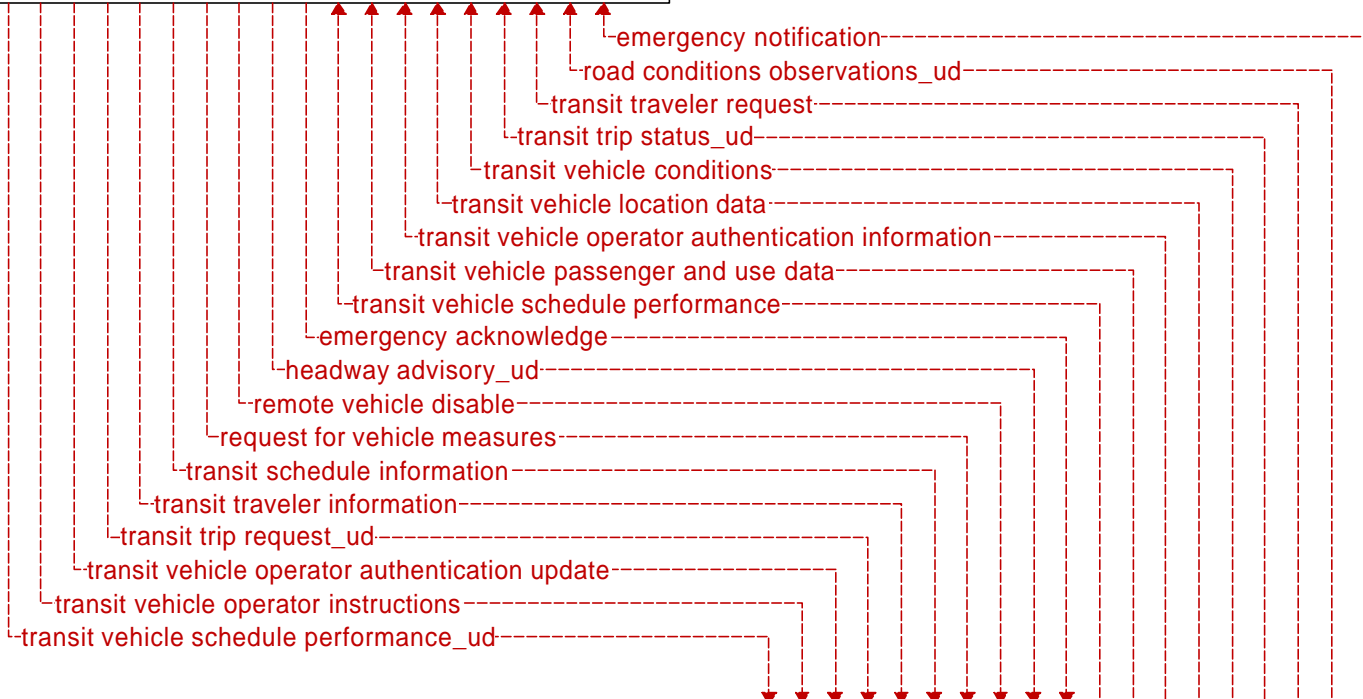 emergency notification
road conditions observations_ud
transit traveler request
transit trip status_ud
transit vehicle conditions
transit vehicle location data
transit vehicle operator authentication information
transit vehicle passenger and use data
transit vehicle schedule performance
emergency acknowledge
headway advisory_ud
remote vehicle disable
request for vehicle measures
transit schedule information
transit traveler information
transit trip request_ud
transit vehicle operator authentication update
transit vehicle operator instructions
transit vehicle schedule performance_ud